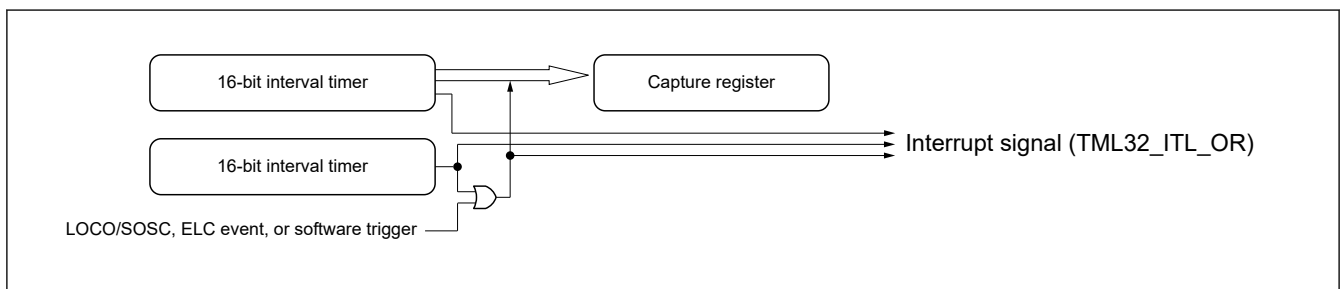 16-bit interval timer
Capture register
Interrupt signal (TML32_ITL_OR)
16-bit interval timer
LOCO/SOSC, ELC event, or software trigger